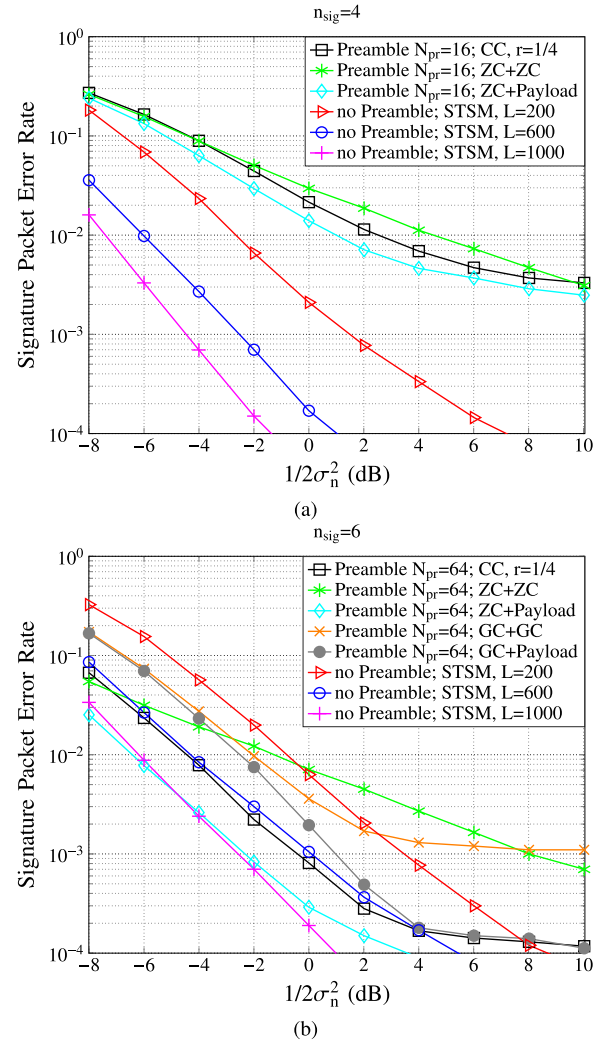 n_sig=4
Signature Packet Error Rate
10^0
10^-1
10^-2
10^-3
10^-4
Preamble N_pr=16; CC, r=1/4
Preamble N_pr=16; ZC+ZC
Preamble N_pr=16; ZC+Payload
no Preamble; STSM, L=200
no Preamble; STSM, L=600
no Preamble; STSM, L=1000
−8 −6 −4 −2 0 2 4 6 8 10
1/2σ_n^2 (dB)
(a)
n_sig=6
Signature Packet Error Rate
10^0
10^-1
10^-2
10^-3
10^-4
Preamble N_pr=64; CC, r=1/4
Preamble N_pr=64; ZC+ZC
Preamble N_pr=64; ZC+Payload
Preamble N_pr=64; GC+GC
Preamble N_pr=64; GC+Payload
no Preamble; STSM, L=200
no Preamble; STSM, L=600
no Preamble; STSM, L=1000
−8 −6 −4 −2 0 2 4 6 8 10
1/2σ_n^2 (dB)
(b)